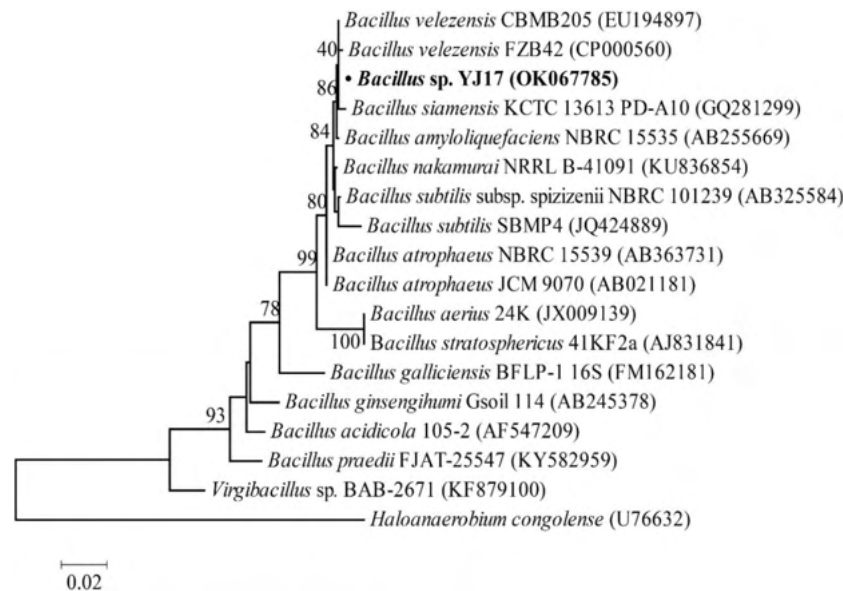 Bacillus velezensis CBMB205 (EU194897)
40 Bacillus velezensis FZB42 (CP000560)
• Bacillus sp. YJ17 (OK067785)
86
Bacillus siamensis KCTC 13613 PD-A10 (GQ281299)
84 Bacillus amyloliquefaciens NBRC 15535 (AB255669)
Bacillus nakamurai NRRL B-41091 (KU836854)
80 Bacillus subtilis subsp. spizizenii NBRC 101239 (AB325584)
Bacillus subtilis SBMP4 (JQ424889)
99 Bacillus atrophaeus NBRC 15539 (AB363731)
Bacillus atrophaeus JCM 9070 (AB021181)
78 Bacillus aerius 24K (JX009139)
100 Bacillus stratosphericus 41KF2a (AJ831841)
Bacillus galliciensis BFLP-1 16S (FM162181)
Bacillus ginsengihumi Gsoil 114 (AB245378)
93 Bacillus acidicola 105-2 (AF547209)
Bacillus praedii FJAT-25547 (KY582959)
Virgibacillus sp. BAB-2671 (KF879100)
Haloanaerobium congolense (U76632)
0.02